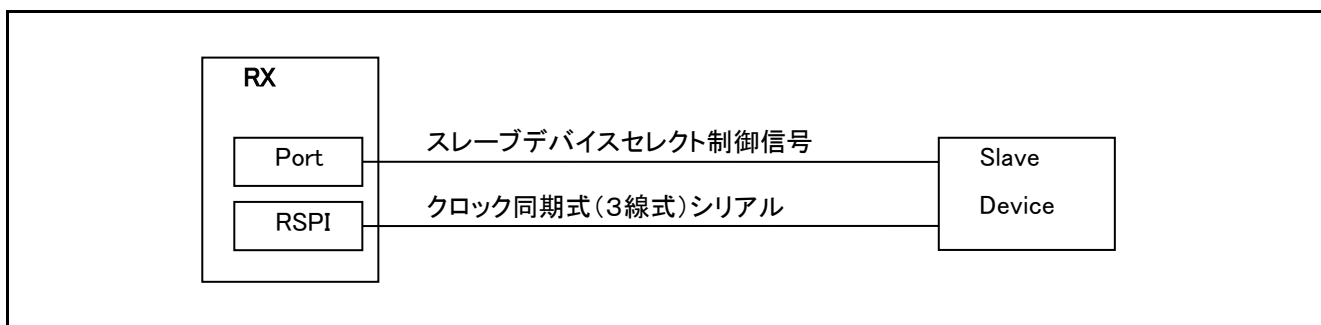 RX
Port
スレーブデバイスセレクト制御信号
Slave
Device
RSPI
クロック同期式(3線式)シリアル